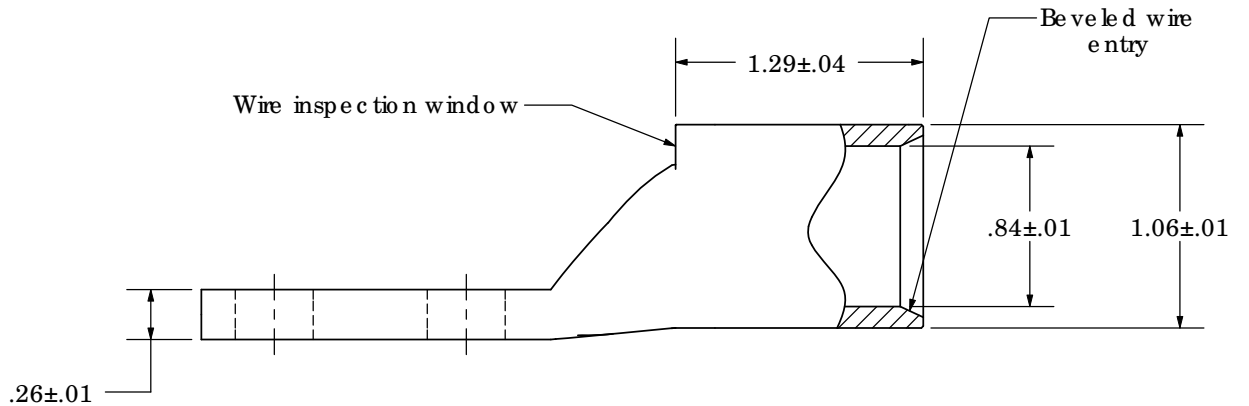 Beveled wire
entry
1.29±.04
Wire inspection window
.84±.01
1.06±.01
.26±.01